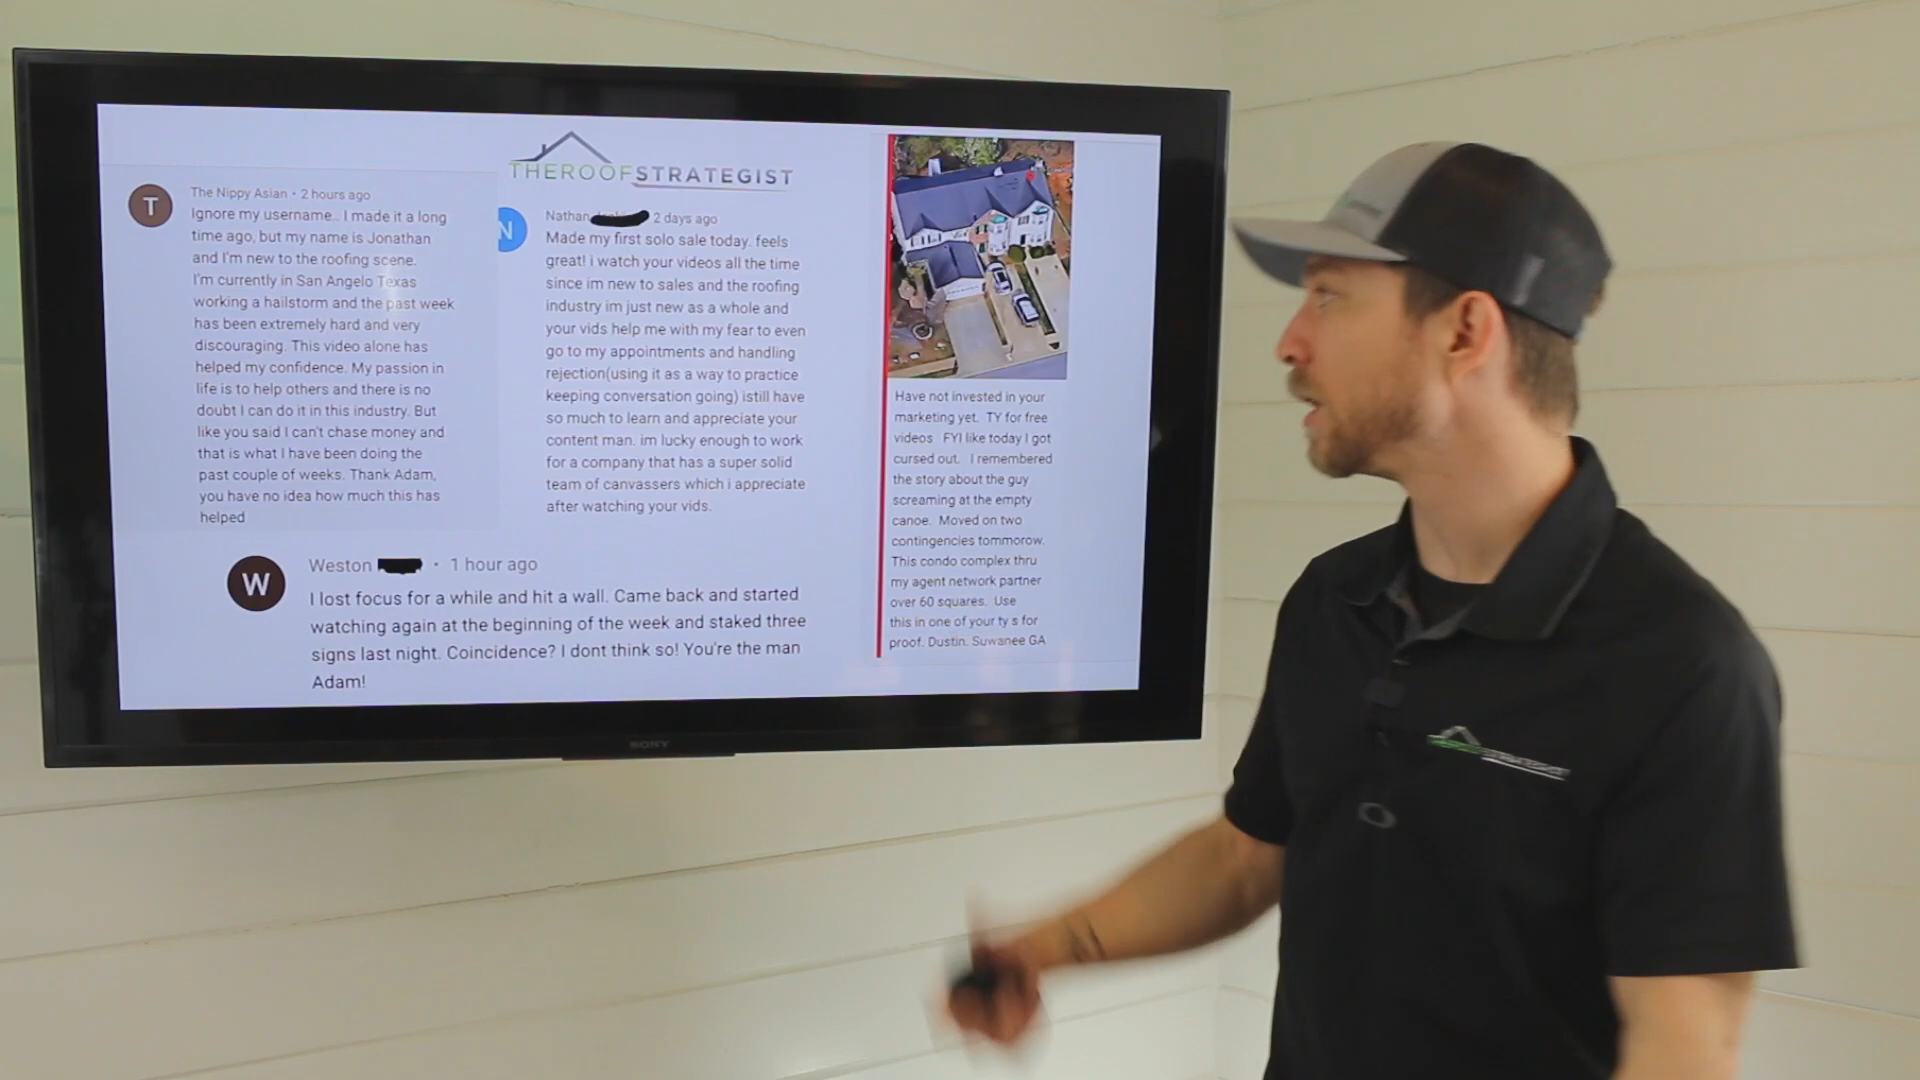 THEROOFSTRATEGIST
T
The Nippy Asian • 2 hours ago
Ignore my username.. I made it a long
time ago, but my name is Jonathan
and I'm new to the roofing scene.
I'm currently in San Angelo Texas
working a hailstorm and the past week
has been extremely hard and very
discouraging. This video alone has
helped my confidence. My passion in
life is to help others and there is no
doubt I can do it in this industry. But
like you said I can't chase money and
that is what I have been doing the
past couple of weeks. Thank Adam,
you have no idea how much this has
helped
N
Nathan 2 days ago
Made my first solo sale today. feels
great! i watch your videos all the time
since im new to sales and the roofing
industry im just new as a whole and
your vids help me with my fear to even
go to my appointments and handling
rejection(using it as a way to practice
keeping conversation going) istill have
so much to learn and appreciate your
content man. im lucky enough to work
for a company that has a super solid
team of canvassers which i appreciate
after watching your vids.
W
Weston • 1 hour ago
I lost focus for a while and hit a wall. Came back and started
watching again at the beginning of the week and staked three
signs last night. Coincidence? I dont think so! You're the man
Adam!
Have not invested in your
marketing yet. TY for free
videos FYI like today I got
cursed out. I remembered
the story about the guy
screaming at the empty
canoe. Moved on two
contingencies tommorow.
This condo complex thru
my agent network partner
over 60 squares. Use
this in one of your ty s for
proof. Dustin. Suwanee GA
SONY